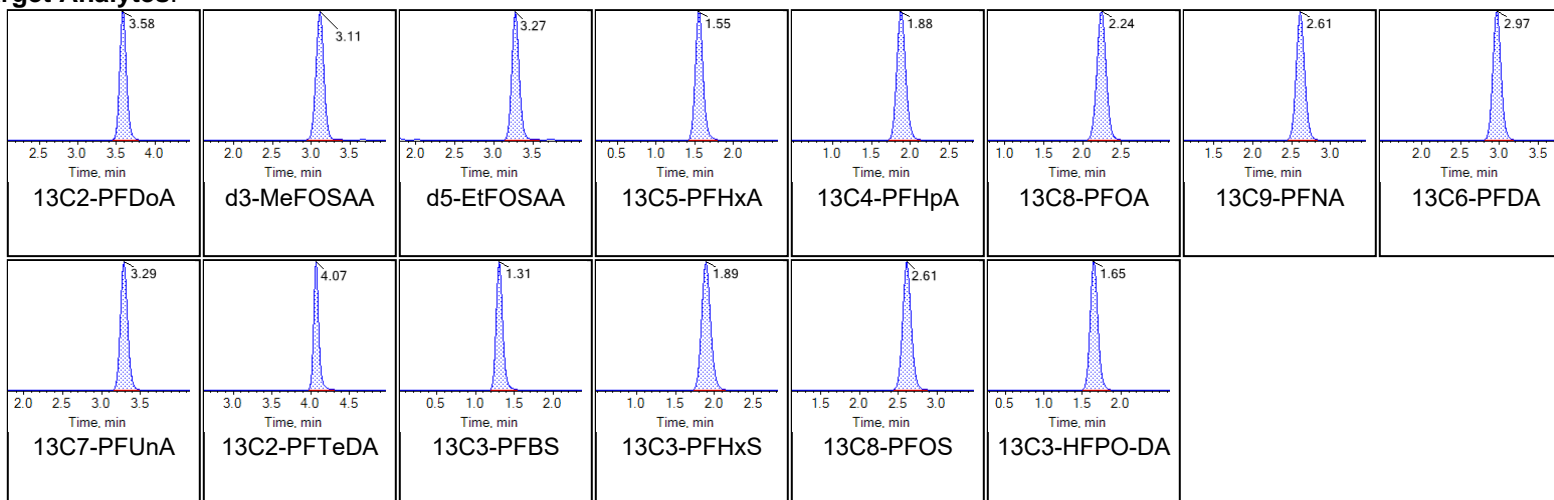 rget Analytes:
3.58 3.11 3.27 1.55 1.88 2.24 2.61 2.97
2.5 3.0 3.5 4.0 2.0 2.5 3.0 3.5 2.0 2.5 3.0 3.5 0.5 1.0 1.5 2.0 1.0 1.5 2.0 2.5 1.0 1.5 2.0 2.5 1.5 2.0 2.5 3.0 2.0 2.5 3.0 3.5
Time, min Time, min Time, min Time, min Time, min Time, min Time, min Time, min
13C2-PFDoA d3-MeFOSAA d5-EtFOSAA 13C5-PFHxA 13C4-PFHpA 13C8-PFOA 13C9-PFNA 13C6-PFDA
3.29 4.07 1.31 1.89 2.61 1.65
2.0 2.5 3.0 3.5 3.0 3.5 4.0 4.5 0.5 1.0 1.5 2.0 1.0 1.5 2.0 2.5 1.5 2.0 2.5 3.0 0.5 1.0 1.5 2.0
Time, min Time, min Time, min Time, min Time, min Time, min
13C7-PFUnA 13C2-PFTeDA 13C3-PFBS 13C3-PFHxS 13C8-PFOS 13C3-HFPO-DA